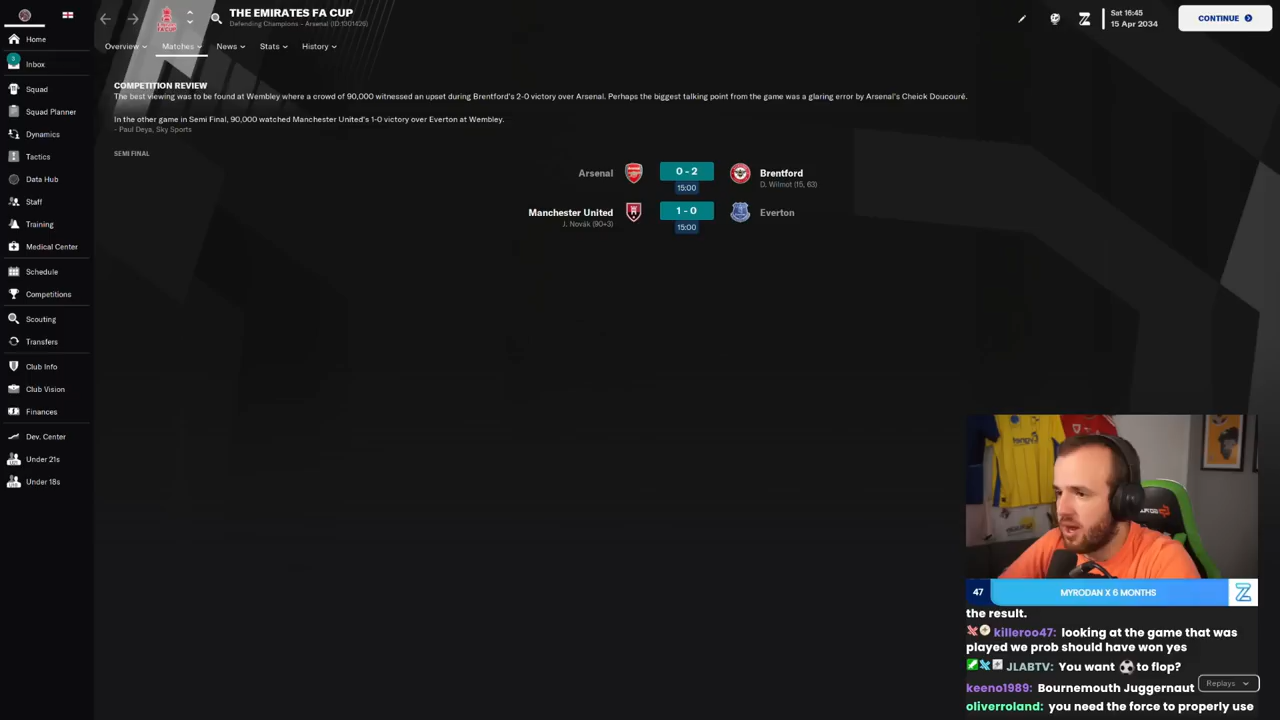 THE EMIRATES FA CUP
Defending Champions - Arsenal (ID:1301426)
Sat 16:45
15 Apr 2034
CONTINUE
Overview
Matches
News
Stats
History
Home
3
Inbox
Squad
Squad Planner
Dynamics
Tactics
Data Hub
Staff
Training
Medical Center
Schedule
Competitions
Scouting
Transfers
Club Info
Club Vision
Finances
Dev. Center
Under 21s
Under 18s
COMPETITION REVIEW
The best viewing was to be found at Wembley where a crowd of 90,000 witnessed an upset during Brentford's 2-0 victory over Arsenal. Perhaps the biggest talking point from the game was a glaring error by Arsenal's Cheick Doucouré.
In the other game in Semi Final, 90,000 watched Manchester United's 1-0 victory over Everton at Wembley.
- Paul Deya, Sky Sports
SEMI FINAL
Arsenal 0 - 2 Brentford
15:00 D. Wilmot (15, 63)
Manchester United 1 - 0 Everton
J. Novák (90+3) 15:00
47 MYRODAN X 6 MONTHS Z
the result.
killeroo47: looking at the game that was
played we prob should have won yes
JLABTV: You want to flop?
keeno1989: Bournemouth Juggernaut
Replays
oliverroland: you need the force to properly use